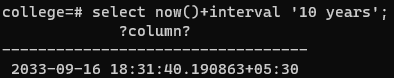 college=# select now()+interval '10 years';
?column?
----------------------------------
2033-09-16 18:31:40.190863+05:30